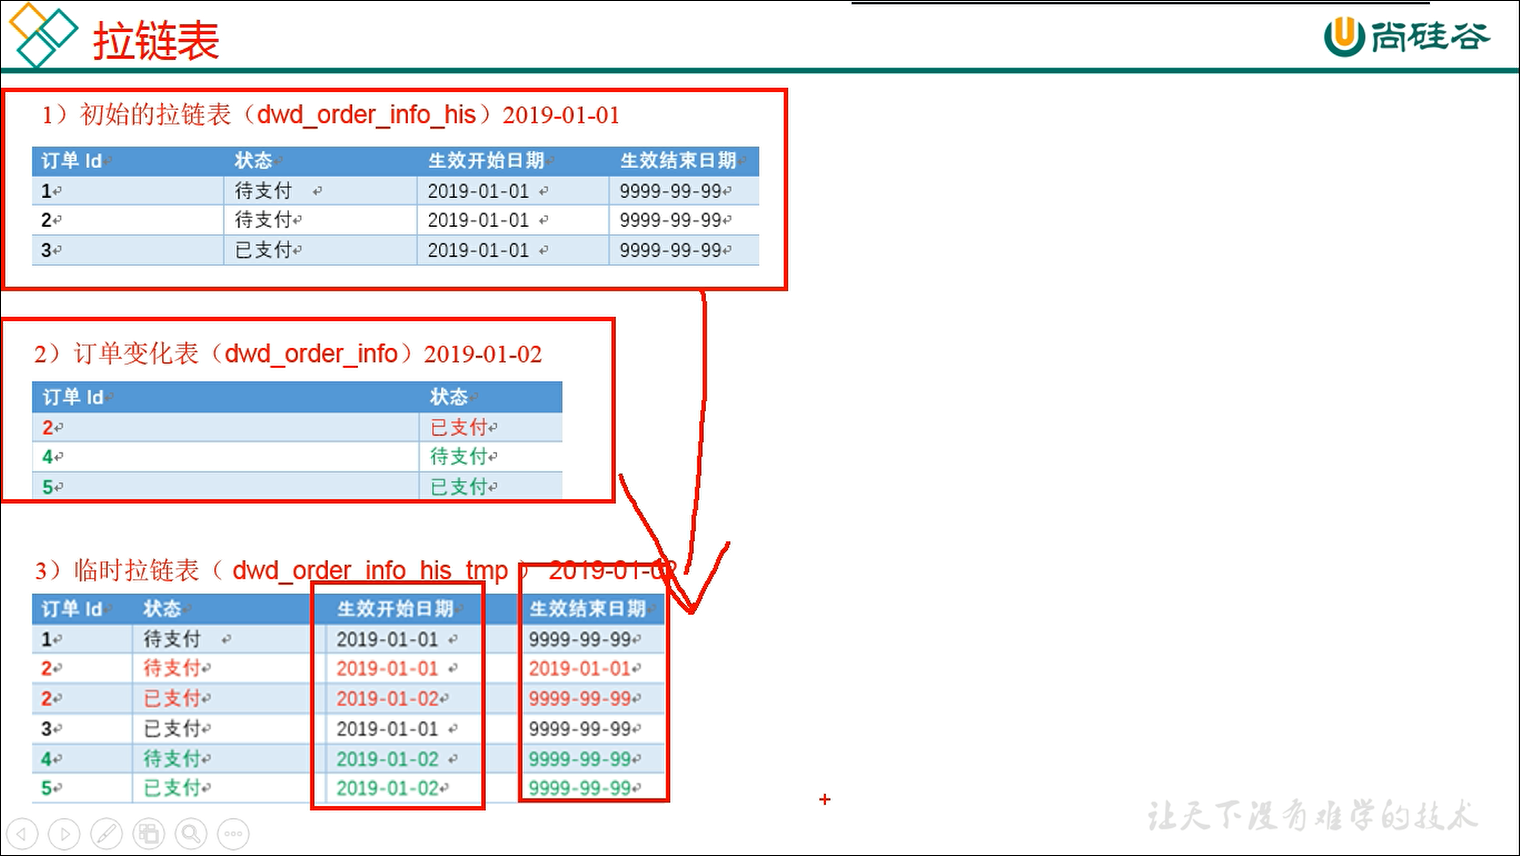 拉链表
尚硅谷
1）初始的拉链表（dwd_order_info_his）2019-01-01
订单 Id 状态 生效开始日期 生效结束日期
1 待支付 2019-01-01 9999-99-99
2 待支付 2019-01-01 9999-99-99
3 已支付 2019-01-01 9999-99-99
2）订单变化表（dwd_order_info）2019-01-02
订单 Id 状态
2 已支付
4 待支付
5 已支付
3）临时拉链表（ dwd_order_info_his_tmp ） 2019-01-02
订单 Id 状态 生效开始日期 生效结束日期
1 待支付 2019-01-01 9999-99-99
2 待支付 2019-01-01 2019-01-01
2 已支付 2019-01-02 9999-99-99
3 已支付 2019-01-01 9999-99-99
4 待支付 2019-01-02 9999-99-99
5 已支付 2019-01-02 9999-99-99
让天下没有难学的技术